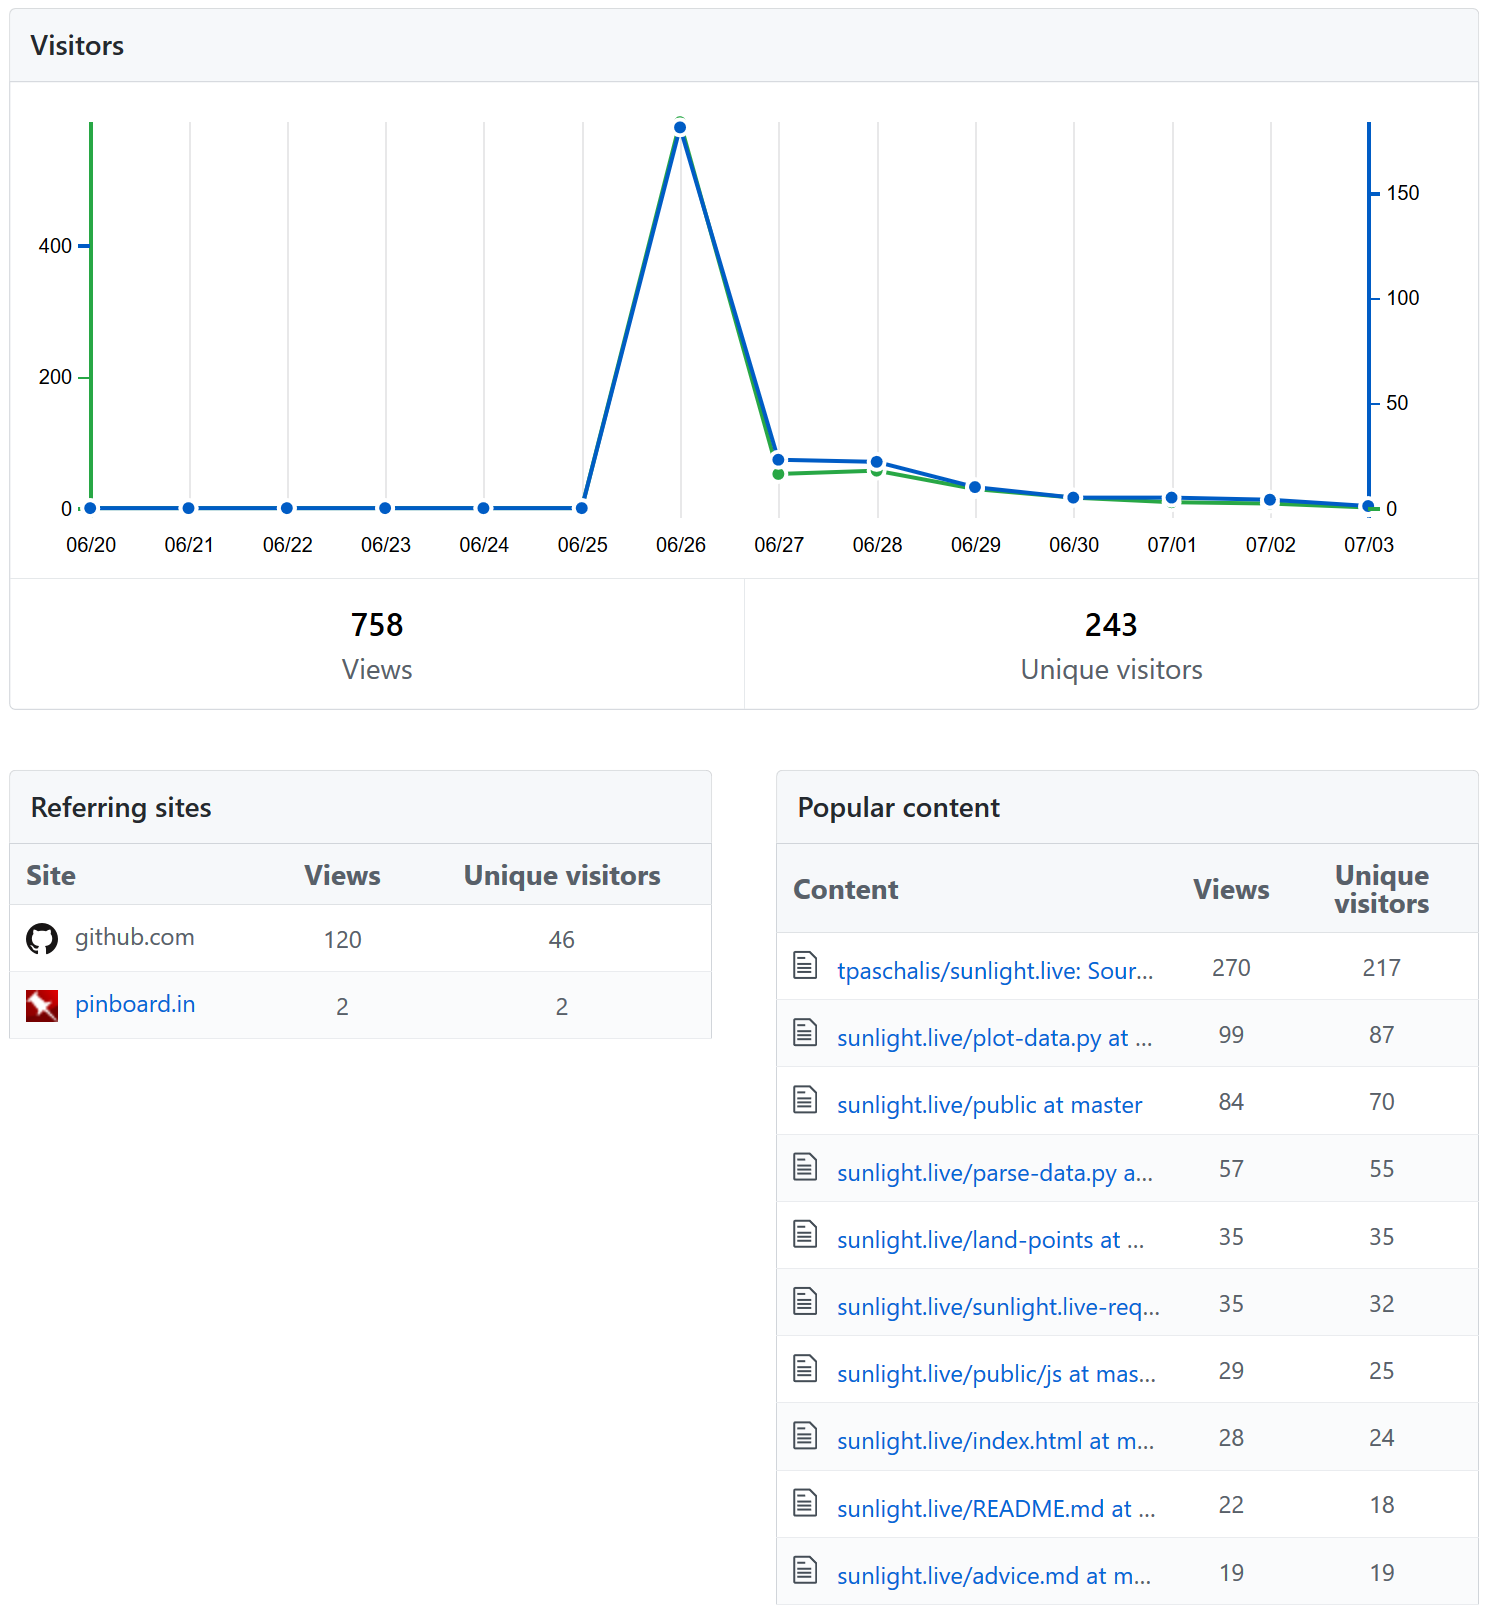 Visitors
400
200
0
150
100
50
0
06/20 06/21 06/22 06/23 06/24 06/25 06/26 06/27 06/28 06/29 06/30 07/01 07/02 07/03
758
Views
243
Unique visitors
Referring sites
Site Views Unique visitors
github.com 120 46
pinboard.in 2 2
Popular content
Content Views Unique visitors
tpaschalis/sunlight.live: Sour... 270 217
sunlight.live/plot-data.py at ... 99 87
sunlight.live/public at master 84 70
sunlight.live/parse-data.py a... 57 55
sunlight.live/land-points at ... 35 35
sunlight.live/sunlight.live-req... 35 32
sunlight.live/public/js at mas... 29 25
sunlight.live/index.html at m... 28 24
sunlight.live/README.md at ... 22 18
sunlight.live/advice.md at m... 19 19